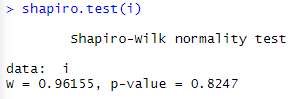 > shapiro.test(i)
Shapiro-Wilk normality test
data:  i
W = 0.96155, p-value = 0.8247